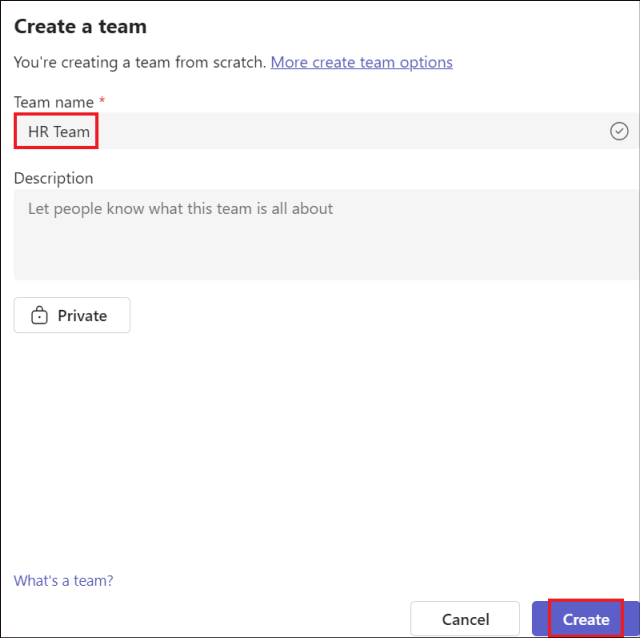 Create a team
You're creating a team from scratch. More create team options
Team name *
HR Team
Description
Let people know what this team is all about
Private
What's a team?
Cancel Create